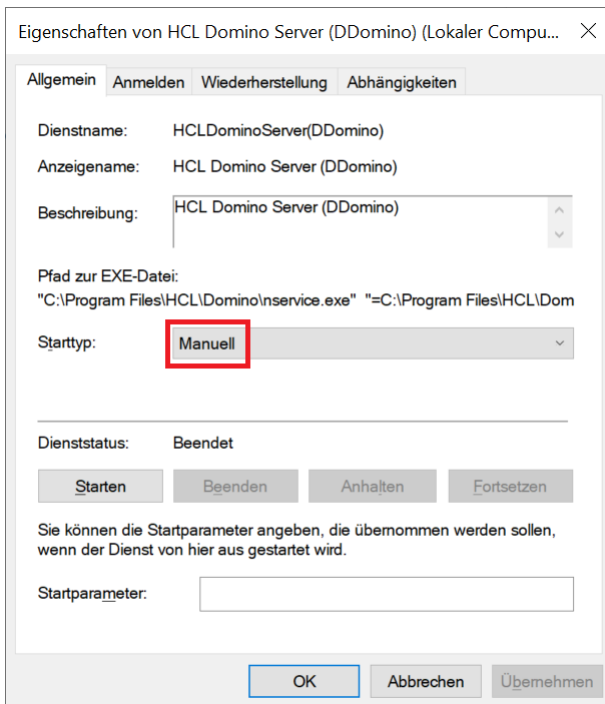 Eigenschaften von HCL Domino Server (DDomino) (Lokaler Compu...
Allgemein Anmelden Wiederherstellung Abhängigkeiten
Dienstname: HCLDominoServer(DDomino)
Anzeigename: HCL Domino Server (DDomino)
Beschreibung: HCL Domino Server (DDomino)
Pfad zur EXE-Datei:
"C:\Program Files\HCL\Domino\nservice.exe" "=C:\Program Files\HCL\Dom
Starttyp: Manuell
Dienststatus: Beendet
Starten Beenden Anhalten Fortsetzen
Sie können die Startparameter angeben, die übernommen werden sollen,
wenn der Dienst von hier aus gestartet wird.
Startparameter:
OK Abbrechen Übernehmen